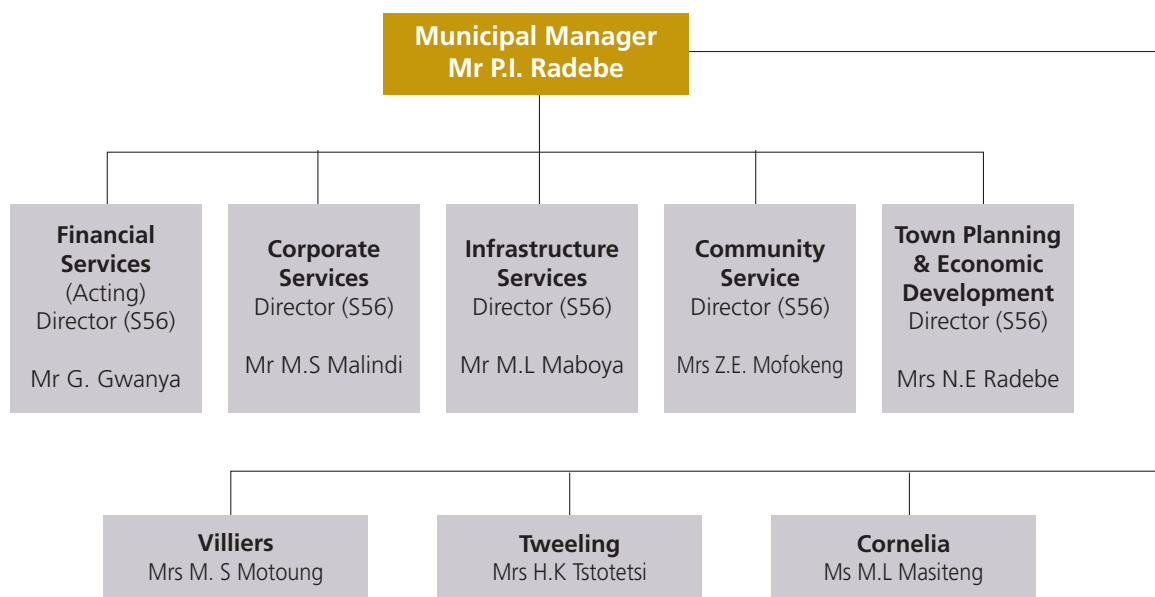 Municipal Manager
Mr P.I. Radebe
Financial
Services
(Acting)
Director (S56)
Mr G. Gwanya
Corporate
Services
Director (S56)
Mr M.S Malindi
Infrastructure
Services
Director (S56)
Mr M.L Maboya
Community
Service
Director (S56)
Mrs Z.E. Mofokeng
Town Planning
& Economic
Development
Director (S56)
Mrs N.E Radebe
Villiers
Mrs M. S Motoung
Tweeling
Mrs H.K Tstotetsi
Cornelia
Ms M.L Masiteng